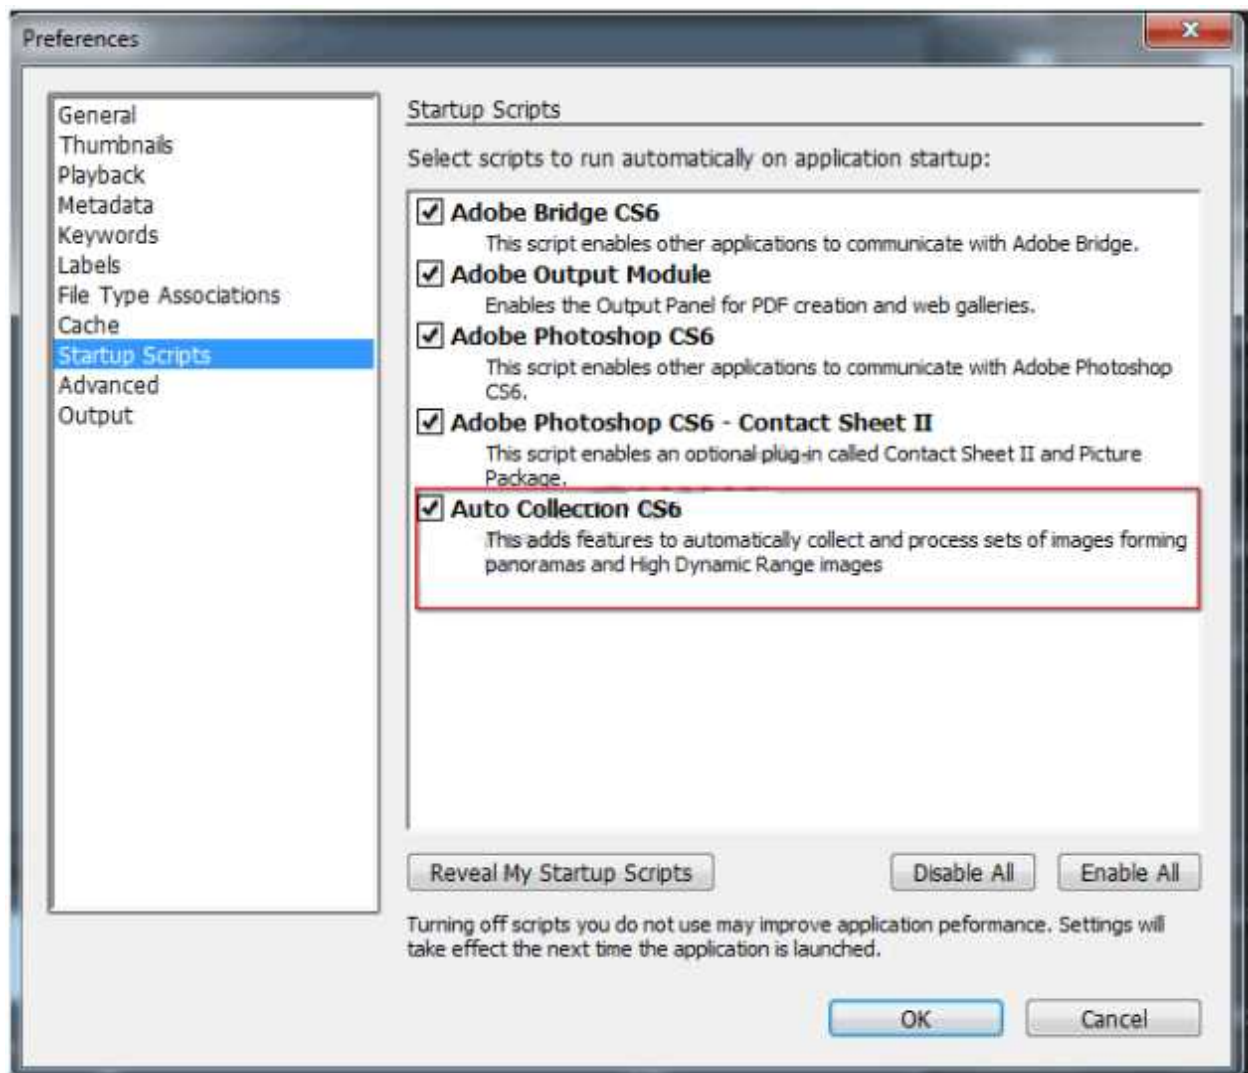 Preferences
General
Thumbnails
Playback
Metadata
Keywords
Labels
File Type Associations
Cache
Startup Scripts
Advanced
Output
Startup Scripts
Select scripts to run automatically on application startup:
Adobe Bridge CS6
This script enables other applications to communicate with Adobe Bridge.
Adobe Output Module
Enables the Output Panel for PDF creation and web galleries.
Adobe Photoshop CS6
This script enables other applications to communicate with Adobe Photoshop
CS6.
Adobe Photoshop CS6 - Contact Sheet II
This script enables an optional plug-in called Contact Sheet II and Picture
Package.
Auto Collection CS6
This adds features to automatically collect and process sets of images forming
panoramas and High Dynamic Range images
Reveal My Startup Scripts
Disable All
Enable All
Turning off scripts you do not use may improve application peformance. Settings will
take effect the next time the application is launched.
OK
Cancel